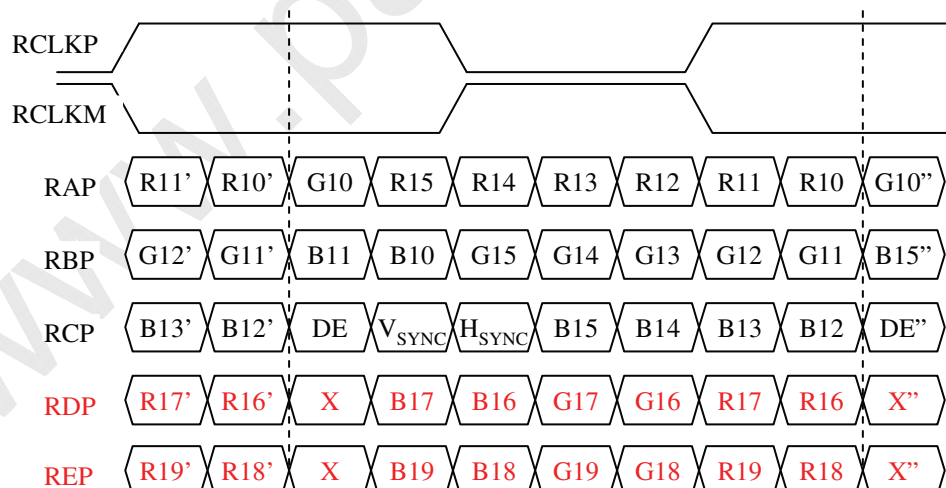 RCLKP
RCLKM
RAP R11’ R10’ G10 R15 R14 R13 R12 R11 R10 G10”
RBP G12’ G11’ B11 B10 G15 G14 G13 G12 G11 B15”
RCP B13’ B12’ DE VSYNC HSYNC B15 B14 B13 B12 DE”
RDP R17’ R16’ X B17 B16 G17 G16 R17 R16 X”
REP R19’ R18’ X B19 B18 G19 G18 R19 R18 X”
www.pa